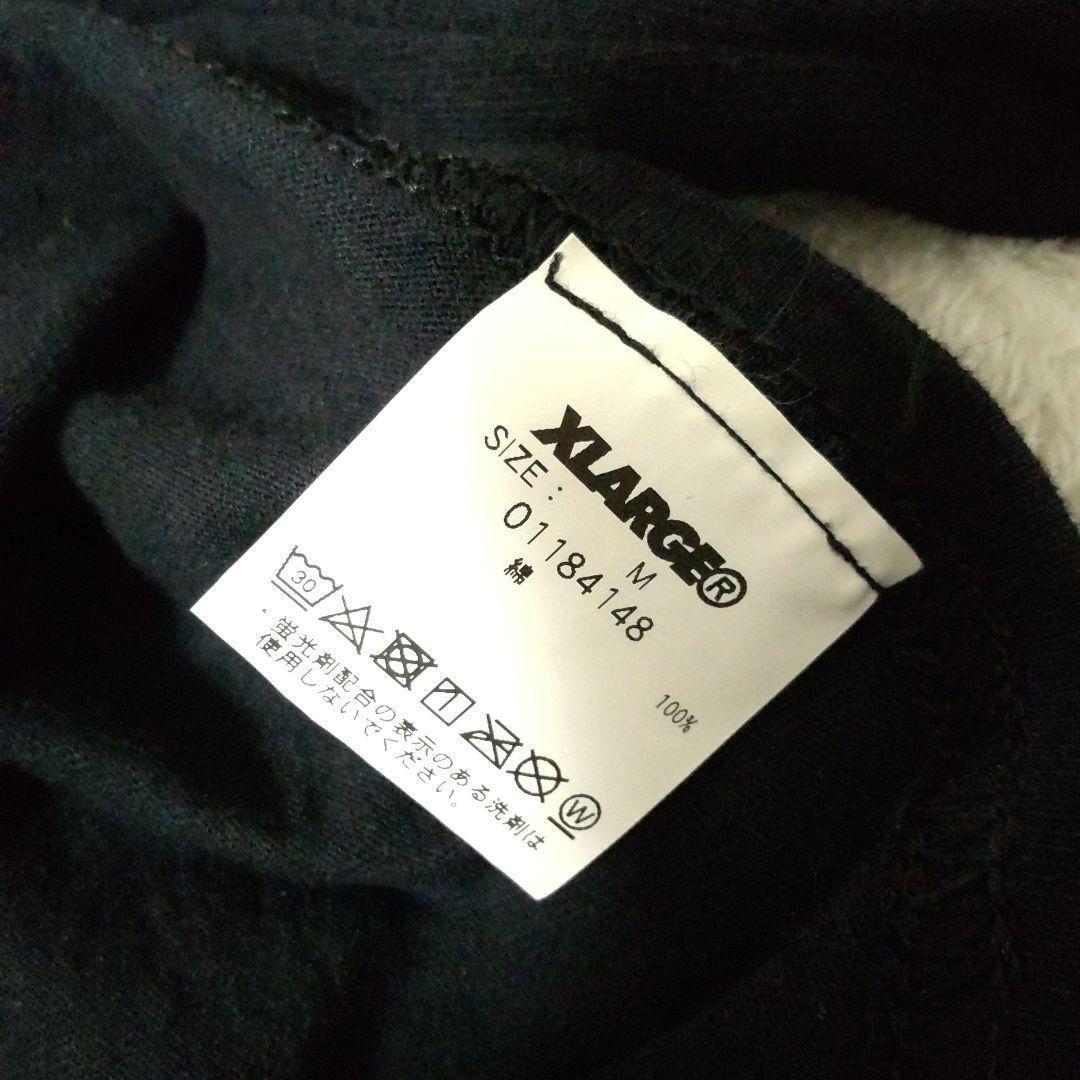 XLARGE®
SIZE : M
01184148
綿 100%
30
W
・蛍光剤配合の表示のある洗剤は
使用しないでください。